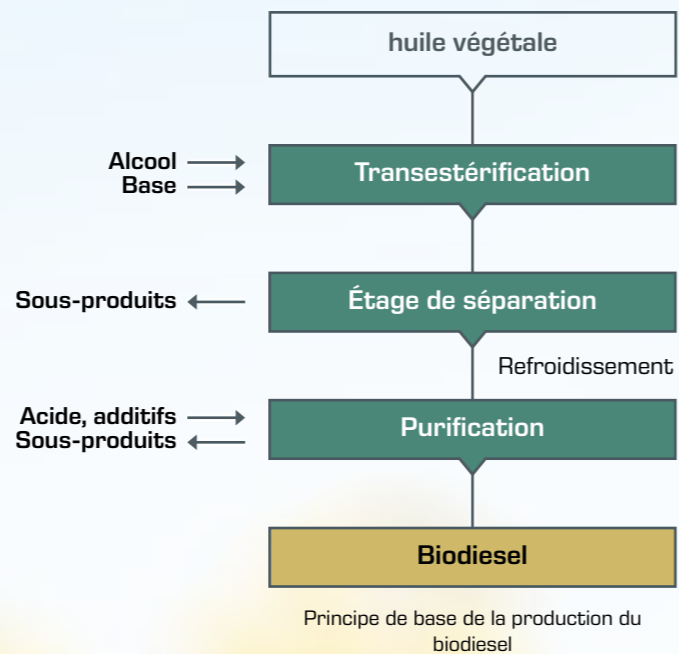 huile végétale
Alcool
Base
Transestérification
Sous-produits
Étage de séparation
Refroidissement
Acide, additifs
Sous-produits
Purification
Biodiesel
Principe de base de la production du
biodiesel